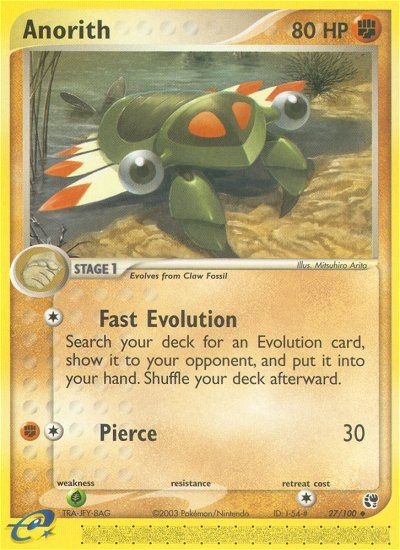 Anorith 80 HP
STAGE 1
Evolves from Claw Fossil
Illus. Mitsuhiro Arita
Fast Evolution
Search your deck for an Evolution card,
show it to your opponent, and put it into
your hand. Shuffle your deck afterward.
Pierce 30
weakness resistance retreat cost
TRA-JFY-8AG ©2003 Pokémon/Nintendo ID: I-54-# 27/100
e